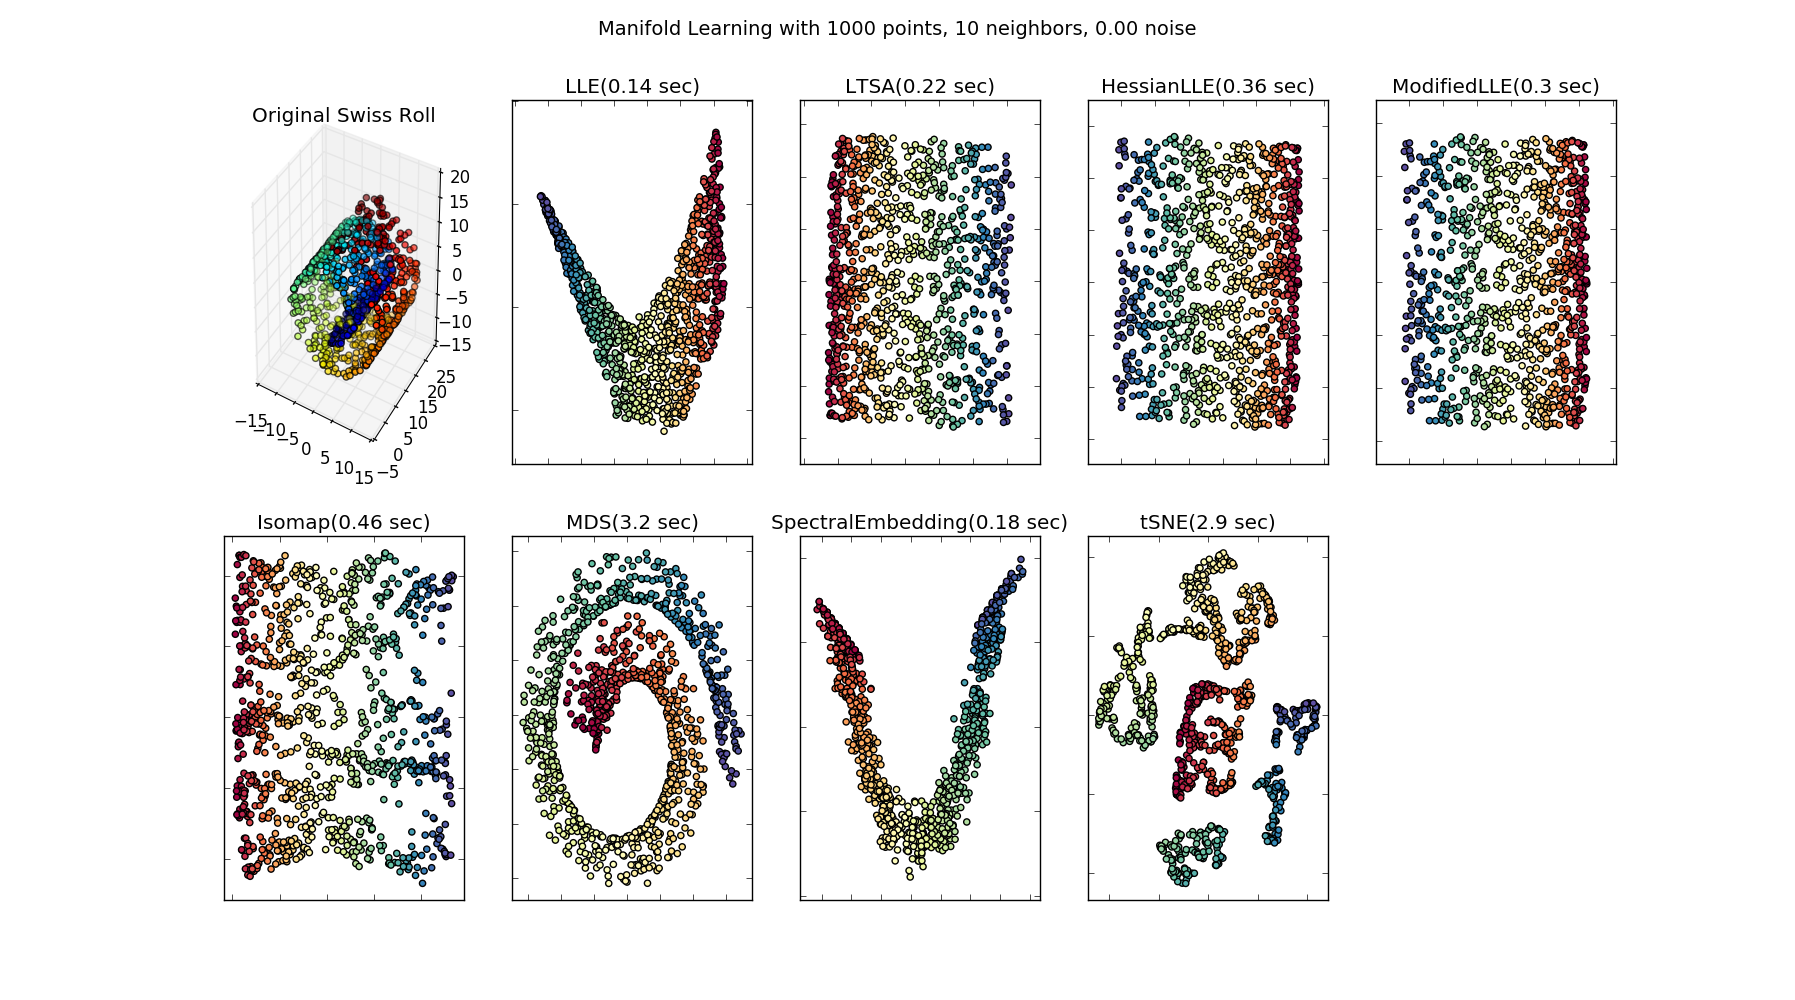 Manifold Learning with 1000 points, 10 neighbors, 0.00 noise
Original Swiss Roll
20
15
10
5
0
−5
−10
−15
−15
−10
−5
0
5
10
15
−5
0
5
10
15
20
25
LLE(0.14 sec)
LTSA(0.22 sec)
HessianLLE(0.36 sec)
ModifiedLLE(0.3 sec)
Isomap(0.46 sec)
MDS(3.2 sec)
SpectralEmbedding(0.18 sec)
tSNE(2.9 sec)